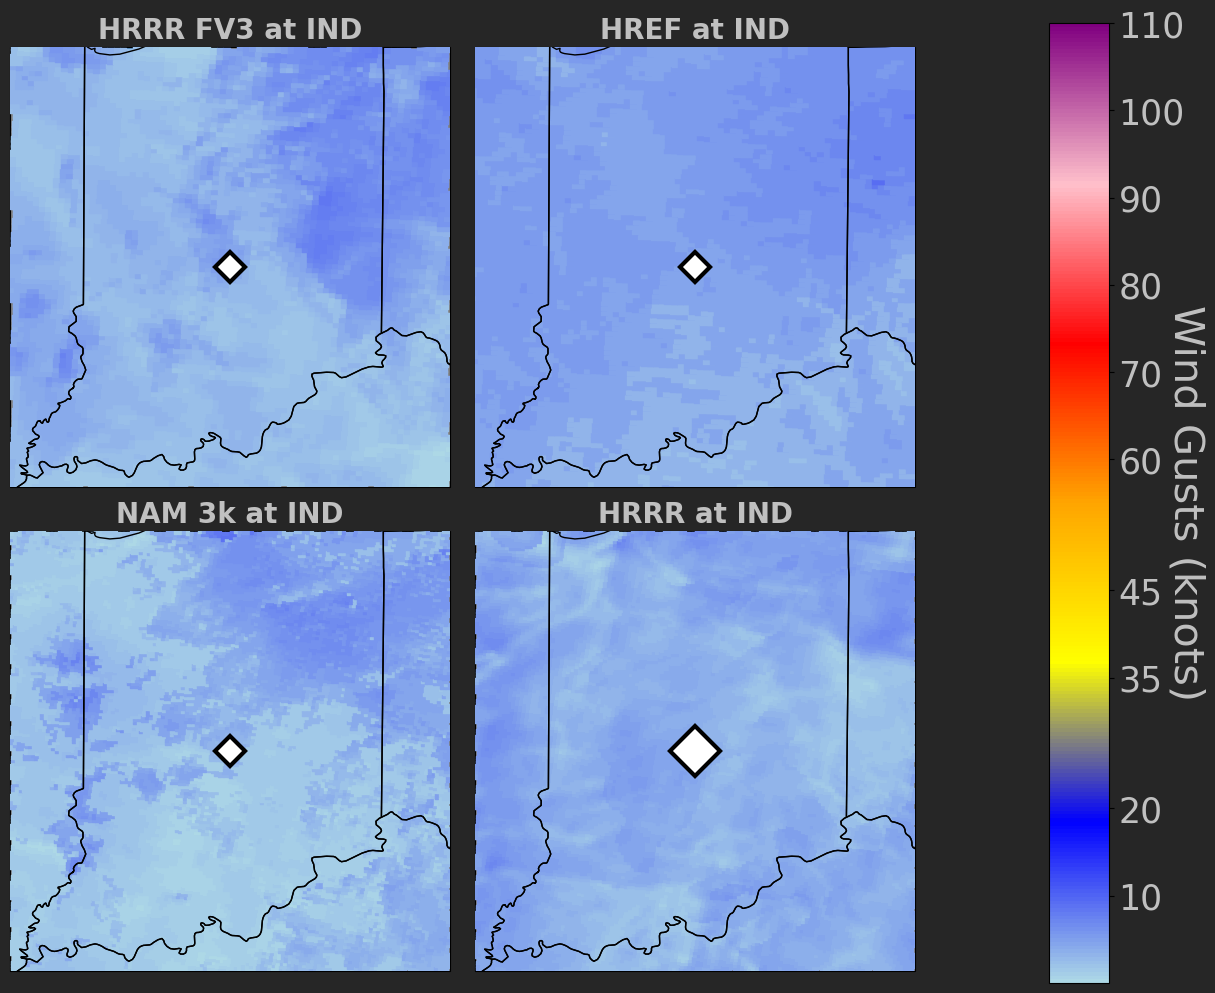 HRRR FV3 at IND
HREF at IND
NAM 3k at IND
HRRR at IND
110
100
90
80
70
60
45
35
20
10
Wind Gusts (knots)